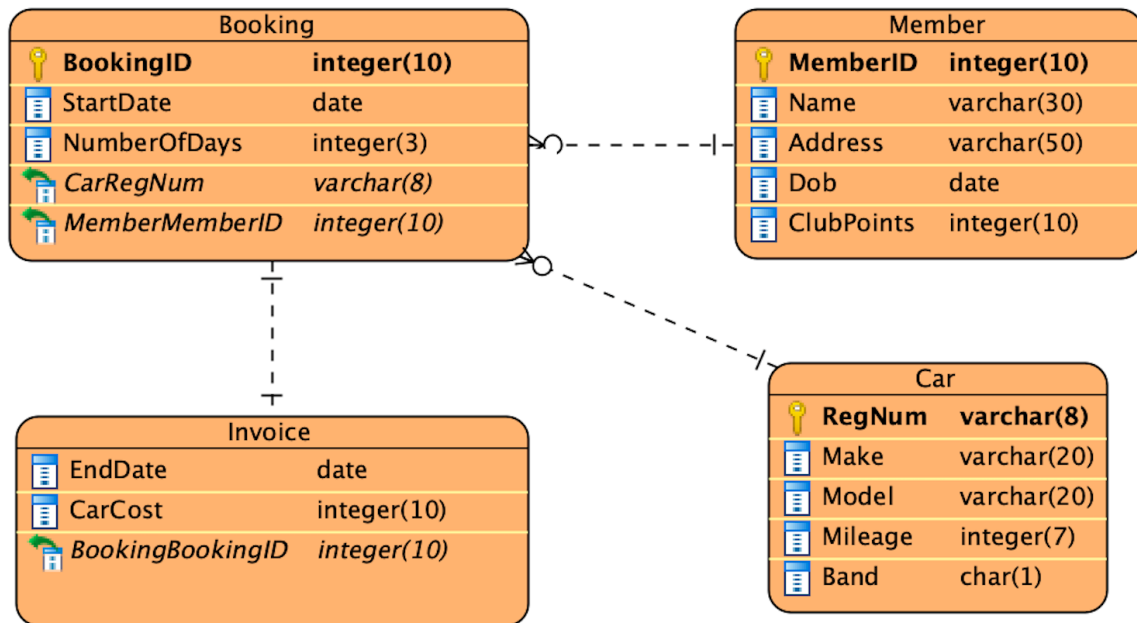 Booking
BookingID integer(10)
StartDate date
NumberOfDays integer(3)
CarRegNum varchar(8)
MemberMemberID integer(10)
Member
MemberID integer(10)
Name varchar(30)
Address varchar(50)
Dob date
ClubPoints integer(10)
Invoice
EndDate date
CarCost integer(10)
BookingBookingID integer(10)
Car
RegNum varchar(8)
Make varchar(20)
Model varchar(20)
Mileage integer(7)
Band char(1)